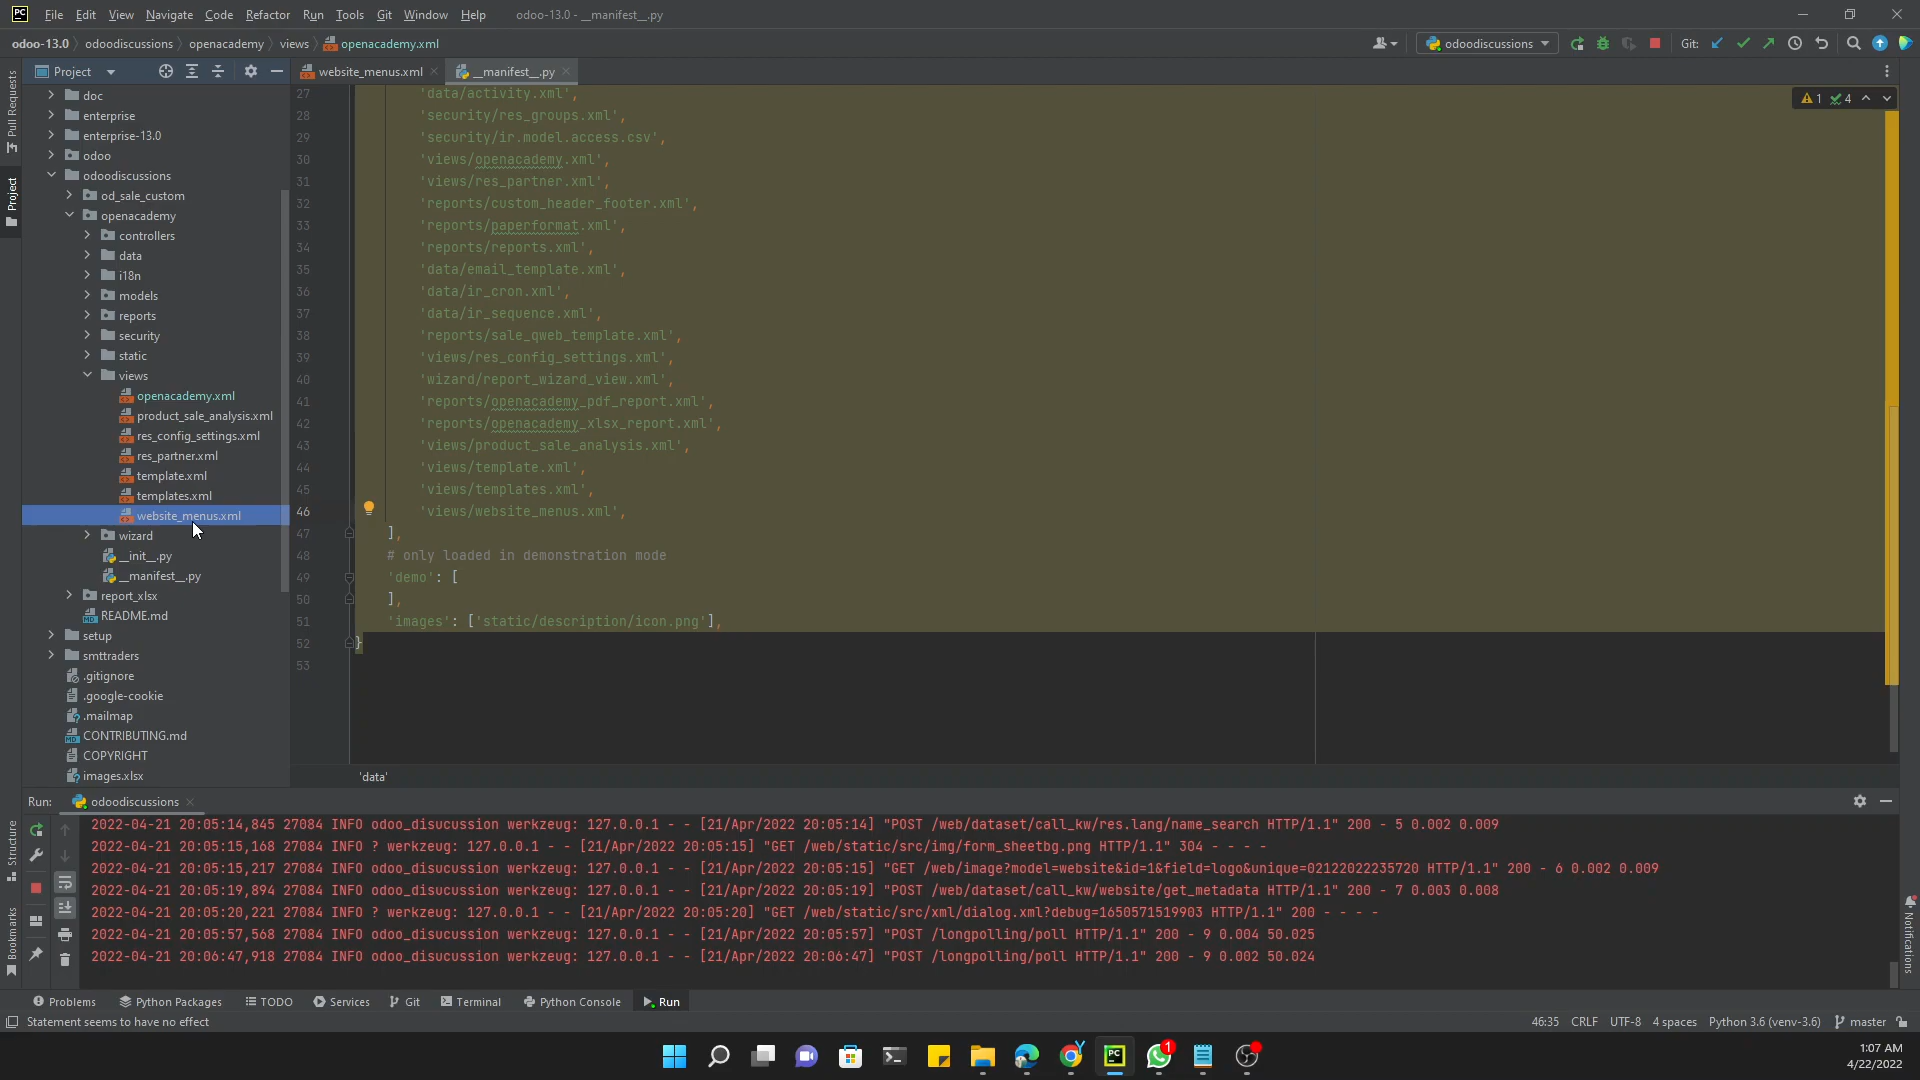 PC File Edit View Navigate Code Refactor Run Tools Git Window Help odoo-13.0 - __manifest__.py
odoo-13.0 odoodiscussions openacademy views openacademy.xml
odoodiscussions
Git:
Project
website_menus.xml
__manifest__.py
Pull Requests
Project
doc
enterprise
enterprise-13.0
odoo
odoodiscussions
od_sale_custom
openacademy
controllers
data
i18n
models
reports
security
static
views
openacademy.xml
product_sale_analysis.xml
res_config_settings.xml
res_partner.xml
template.xml
templates.xml
website_menus.xml
wizard
__init__.py
__manifest__.py
report_xlsx
README.md
setup
smttraders
.gitignore
.google-cookie
.mailmap
CONTRIBUTING.md
COPYRIGHT
images.xlsx
1 4
27 'data/activity.xml',
28 'security/res_groups.xml',
29 'security/ir.model.access.csv',
30 'views/openacademy.xml',
31 'views/res_partner.xml',
32 'reports/custom_header_footer.xml',
33 'reports/paperformat.xml',
34 'reports/reports.xml',
35 'data/email_template.xml',
36 'data/ir_cron.xml',
37 'data/ir_sequence.xml',
38 'reports/sale_qweb_template.xml',
39 'views/res_config_settings.xml',
40 'wizard/report_wizard_view.xml',
41 'reports/openacademy_pdf_report.xml',
42 'reports/openacademy_xlsx_report.xml',
43 'views/product_sale_analysis.xml',
44 'views/template.xml',
45 'views/templates.xml',
46 'views/website_menus.xml',
47 ],
48 # only loaded in demonstration mode
49 'demo': [
50 ],
51 'images': ['static/description/icon.png'],
52 }
53
'data'
Run: odoodiscussions
2022-04-21 20:05:14,845 27084 INFO odoo_disucussion werkzeug: 127.0.0.1 - - [21/Apr/2022 20:05:14] "POST /web/dataset/call_kw/res.lang/name_search HTTP/1.1" 200 - 5 0.002 0.009
2022-04-21 20:05:15,168 27084 INFO ? werkzeug: 127.0.0.1 - - [21/Apr/2022 20:05:15] "GET /web/static/src/img/form_sheetbg.png HTTP/1.1" 304 - - - -
2022-04-21 20:05:15,217 27084 INFO odoo_disucussion werkzeug: 127.0.0.1 - - [21/Apr/2022 20:05:15] "GET /web/image?model=website&id=1&field=logo&unique=02122022235720 HTTP/1.1" 200 - 6 0.002 0.009
2022-04-21 20:05:19,894 27084 INFO odoo_disucussion werkzeug: 127.0.0.1 - - [21/Apr/2022 20:05:19] "POST /web/dataset/call_kw/website/get_metadata HTTP/1.1" 200 - 7 0.003 0.008
2022-04-21 20:05:20,221 27084 INFO ? werkzeug: 127.0.0.1 - - [21/Apr/2022 20:05:20] "GET /web/static/src/xml/dialog.xml?debug=1650571519903 HTTP/1.1" 200 - - - -
2022-04-21 20:05:57,568 27084 INFO odoo_disucussion werkzeug: 127.0.0.1 - - [21/Apr/2022 20:05:57] "POST /longpolling/poll HTTP/1.1" 200 - 9 0.004 50.025
2022-04-21 20:06:47,918 27084 INFO odoo_disucussion werkzeug: 127.0.0.1 - - [21/Apr/2022 20:06:47] "POST /longpolling/poll HTTP/1.1" 200 - 9 0.002 50.024
Structure
Bookmarks
Notifications
Problems Python Packages TODO Services Git Terminal Python Console Run
Statement seems to have no effect
46:35 CRLF UTF-8 4 spaces Python 3.6 (venv-3.6) master
PC
1
1:07 AM
4/22/2022